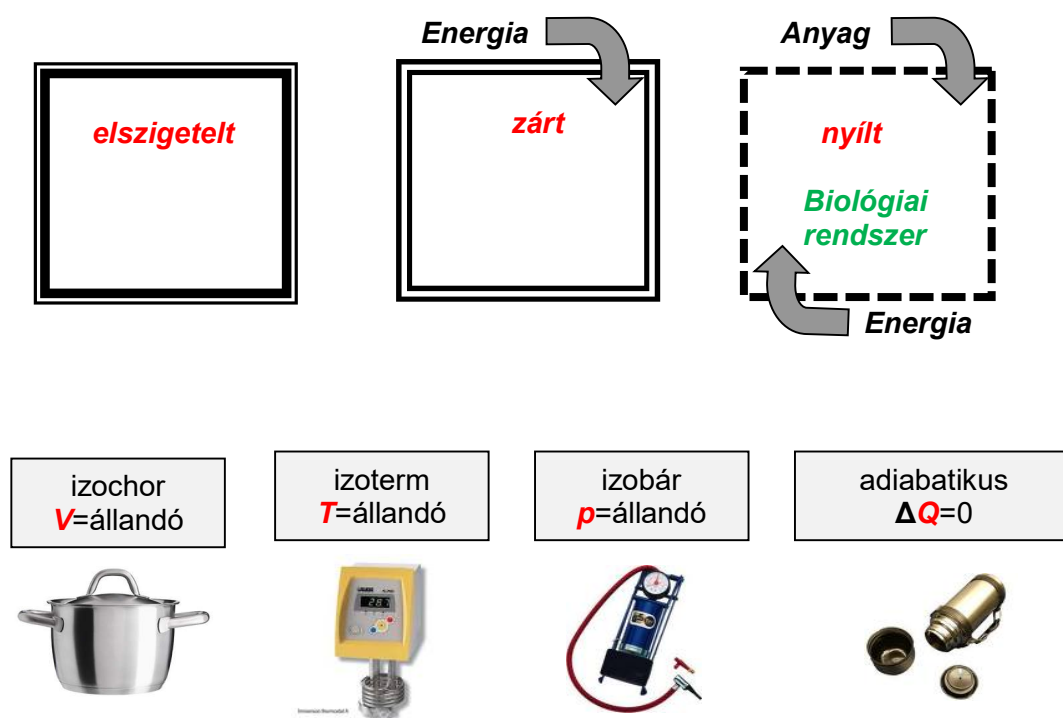 Energia
Anyag
elszigetelt
zárt
nyílt
Biológiai
rendszer
Energia
izochor
V=állandó
izoterm
T=állandó
izobár
p=állandó
adiabatikus
ΔQ=0